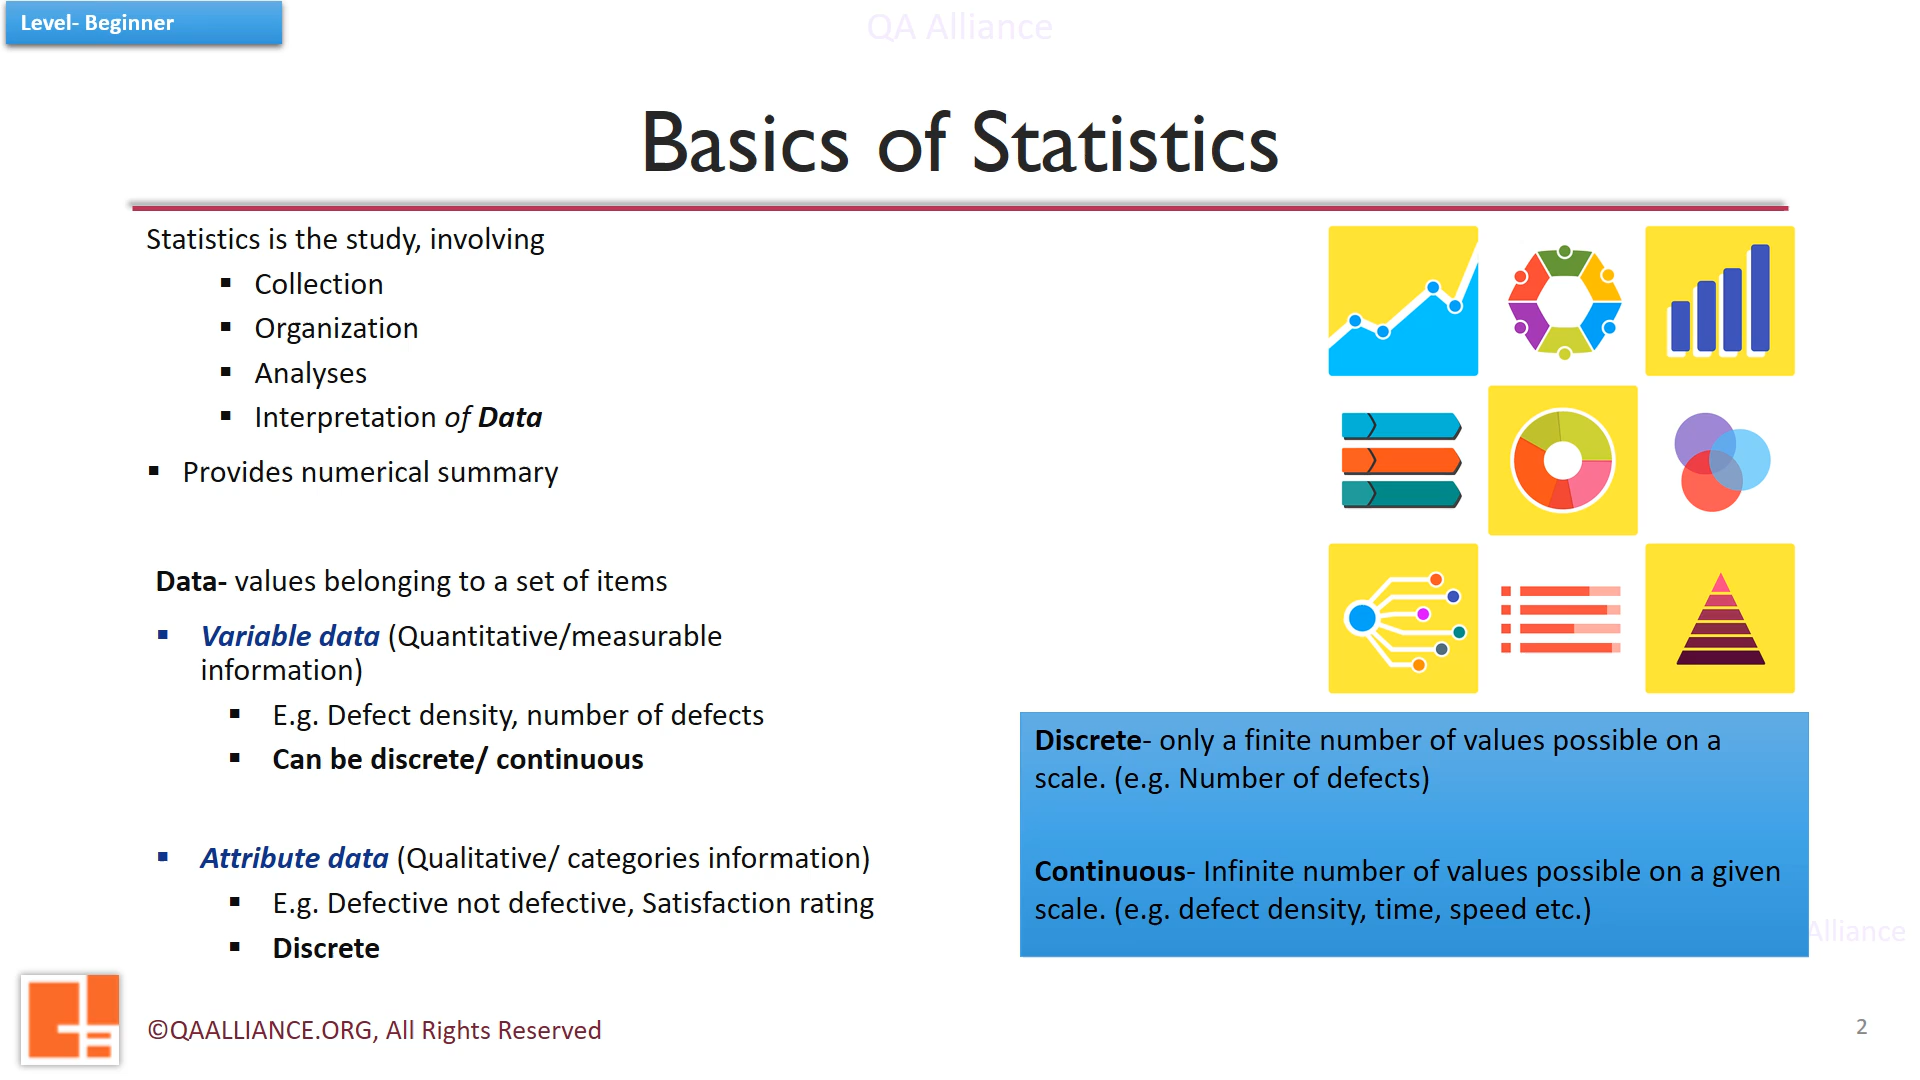 Level- Beginner
QA Alliance
Basics of Statistics
Statistics is the study, involving
▪ Collection
▪ Organization
▪ Analyses
▪ Interpretation of Data
▪ Provides numerical summary
Data- values belonging to a set of items
▪ Variable data (Quantitative/measurable
information)
▪ E.g. Defect density, number of defects
▪ Can be discrete/ continuous
▪ Attribute data (Qualitative/ categories information)
▪ E.g. Defective not defective, Satisfaction rating
▪ Discrete
Discrete- only a finite number of values possible on a
scale. (e.g. Number of defects)
Continuous- Infinite number of values possible on a given
scale. (e.g. defect density, time, speed etc.)
Alliance
©QAALLIANCE.ORG, All Rights Reserved
2